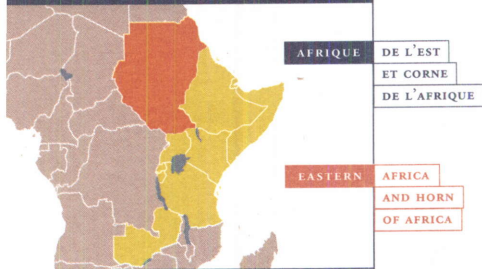 AFRIQUE DE L'EST
ET CORNE
DE L'AFRIQUE
EASTERN AFRICA
AND HORN
OF AFRICA